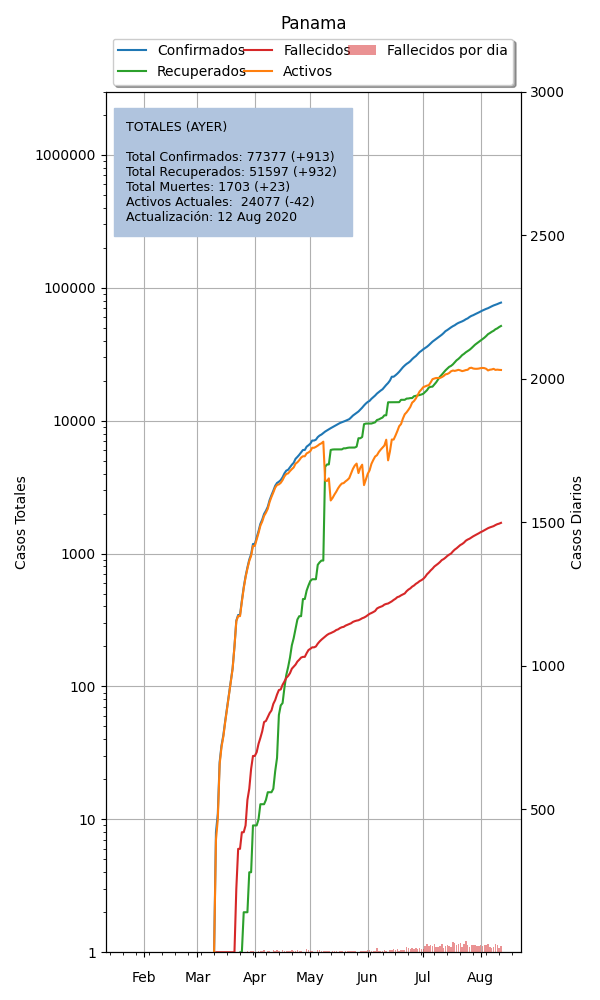 Panama
Confirmados Fallecidos Fallecidos por dia
Recuperados Activos
TOTALES (AYER)
Total Confirmados: 77377 (+913)
Total Recuperados: 51597 (+932)
Total Muertes: 1703 (+23)
Activos Actuales: 24077 (-42)
Actualización: 12 Aug 2020
Casos Totales
1000000
100000
10000
1000
100
10
1
3000
2500
2000
1500
1000
500
Casos Diarios
Feb Mar Apr May Jun Jul Aug